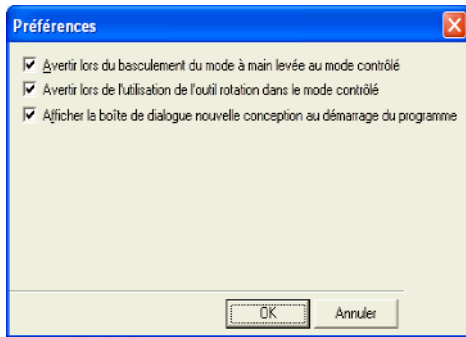 Préférences
Avertir lors du basculement du mode à main levée au mode contrôlé
Avertir lors de l'utilisation de l'outil rotation dans le mode contrôlé
Afficher la boîte de dialogue nouvelle conception au démarrage du programme
OK
Annuler